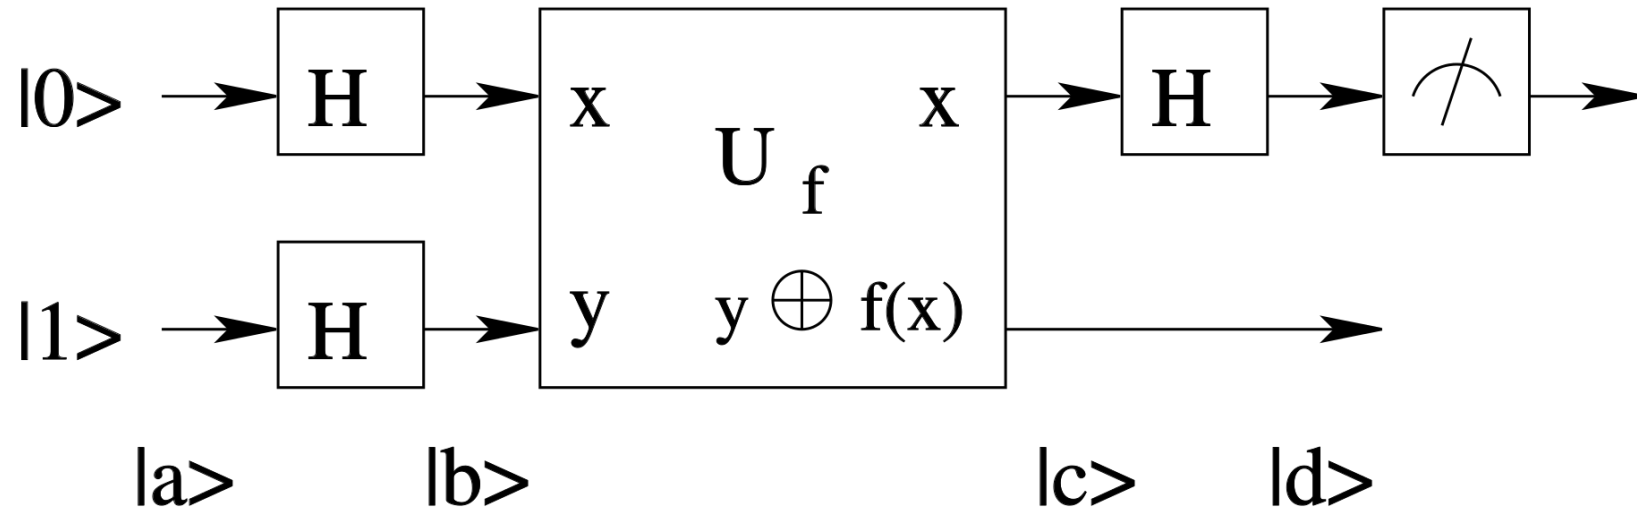 |0> H x U f x H
|1> H y y ⊕ f(x)
|a> |b> |c> |d>